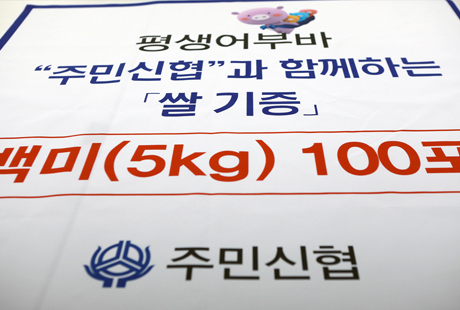 평생어부바
“주민신협”과 함께하는
「쌀 기증」
백미(5kg) 100포
주민신협